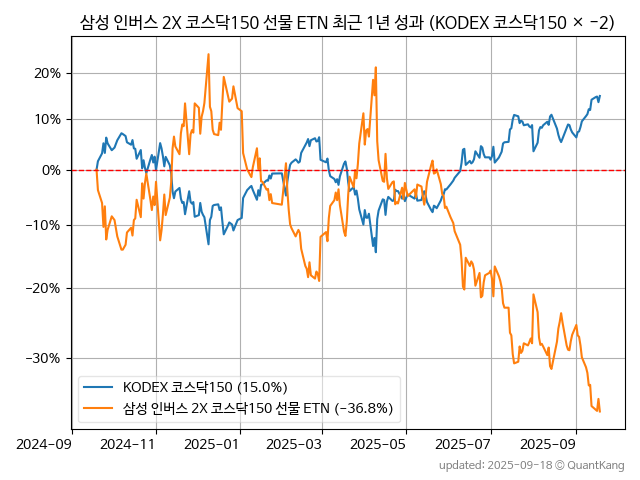 삼성 인버스 2X 코스닥150 선물 ETN 최근 1년 성과 (KODEX 코스닥150 × −2)
20%
10%
0%
−10%
−20%
−30%
KODEX 코스닥150 (15.0%)
삼성 인버스 2X 코스닥150 선물 ETN (−36.8%)
2024-09 2024-11 2025-01 2025-03 2025-05 2025-07 2025-09
updated: 2025-09-18 © QuantKang